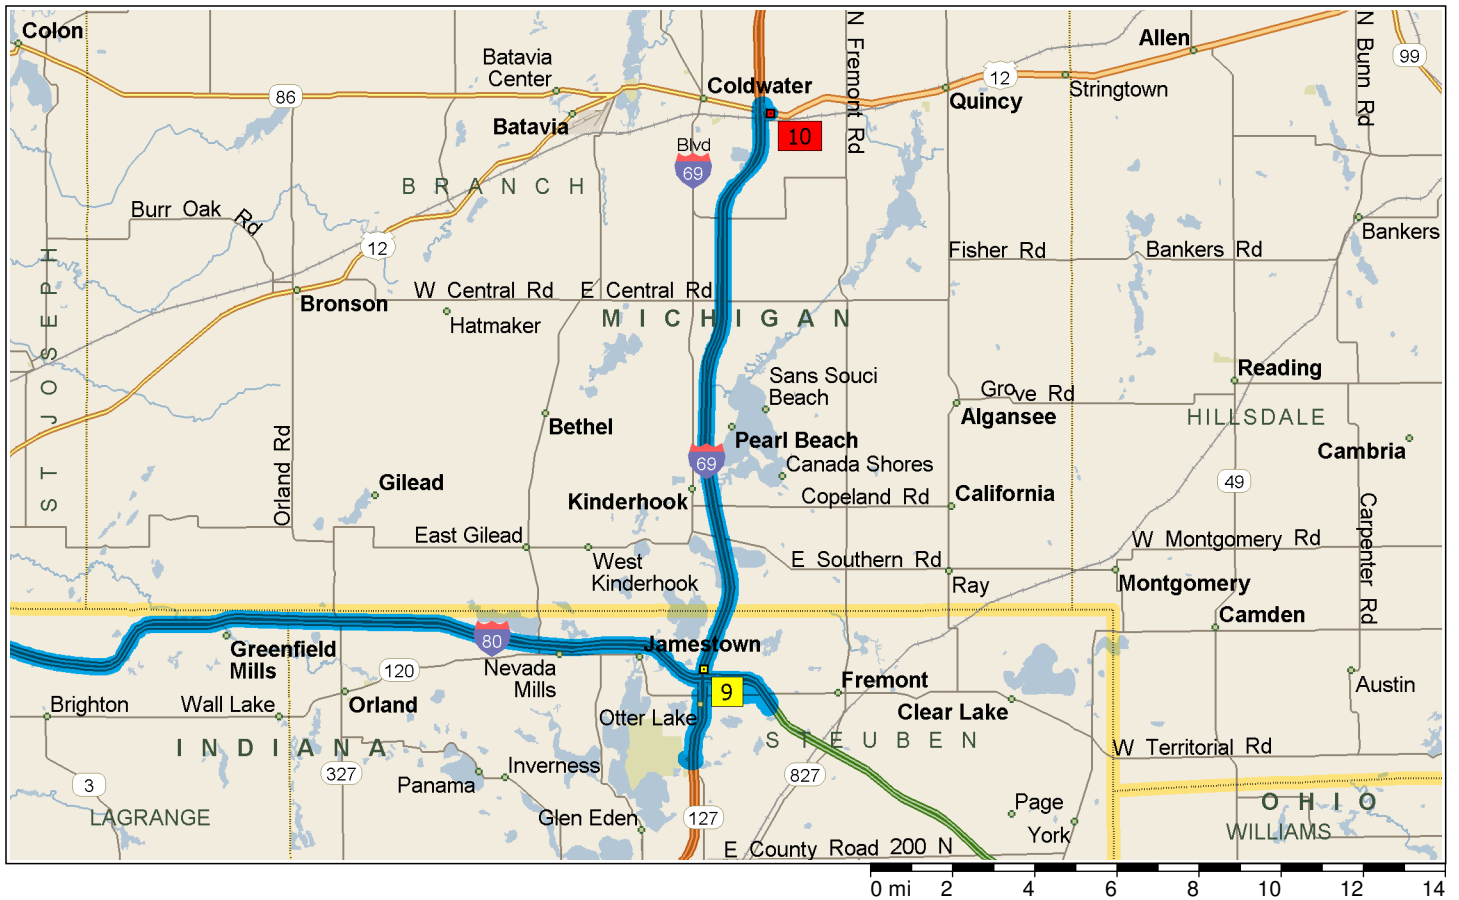 Colon
Allen
99
N Fremont Rd
N Bunn Rd
Batavia
Center
86
Coldwater
12
Stringtown
Quincy
Batavia
10
Blvd
69
B R A N C H
Burr Oak Rd
12
Bankers
Fisher Rd
Bankers Rd
S T J O S E P H
Bronson
W Central Rd
E Central Rd
Hatmaker
M I C H I G A N
Reading
Sans Souci
Beach
Grove Rd
Algansee
HILLSDALE
Bethel
Pearl Beach
Cambria
Orland Rd
69
Canada Shores
Gilead
49
Kinderhook
Copeland Rd
California
Carpenter Rd
East Gilead
West
Kinderhook
E Southern Rd
W Montgomery Rd
Ray
Montgomery
Camden
80
Jamestown
Greenfield
Mills
120
Nevada
Mills
Fremont
Austin
9
Brighton
Wall Lake
Orland
Otter Lake
Clear Lake
I N D I A N A
S T E U B E N
W Territorial Rd
327
Inverness
827
3
Panama
Page
O H I O
LAGRANGE
Glen Eden
127
York
WILLIAMS
E County Road 200 N
0 mi 2 4 6 8 10 12 14